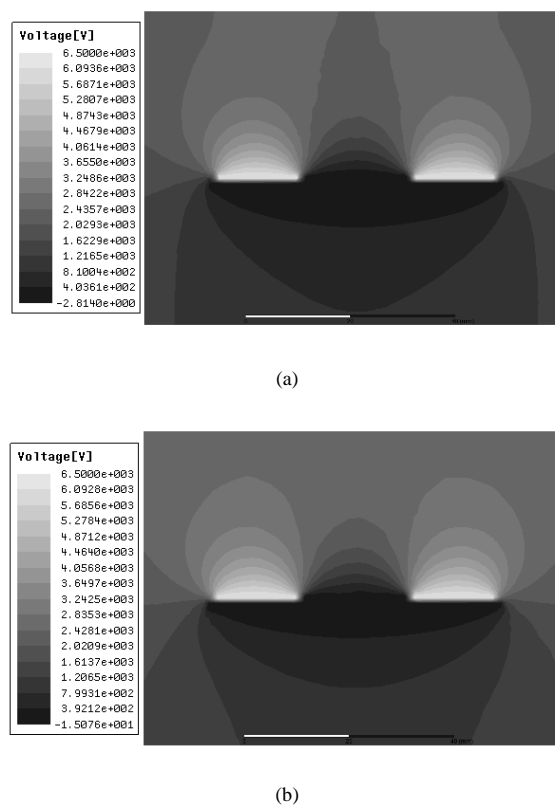 Voltage[V]
6.5000e+003
6.0936e+003
5.6871e+003
5.2807e+003
4.8743e+003
4.4679e+003
4.0614e+003
3.6550e+003
3.2486e+003
2.8422e+003
2.4357e+003
2.0293e+003
1.6229e+003
1.2165e+003
8.1004e+002
4.0361e+002
-2.8140e+000
(a)
Voltage[V]
6.5000e+003
6.0928e+003
5.6856e+003
5.2784e+003
4.8712e+003
4.4640e+003
4.0568e+003
3.6497e+003
3.2425e+003
2.8353e+003
2.4281e+003
2.0209e+003
1.6137e+003
1.2065e+003
7.9931e+002
3.9212e+002
-1.5076e+001
(b)